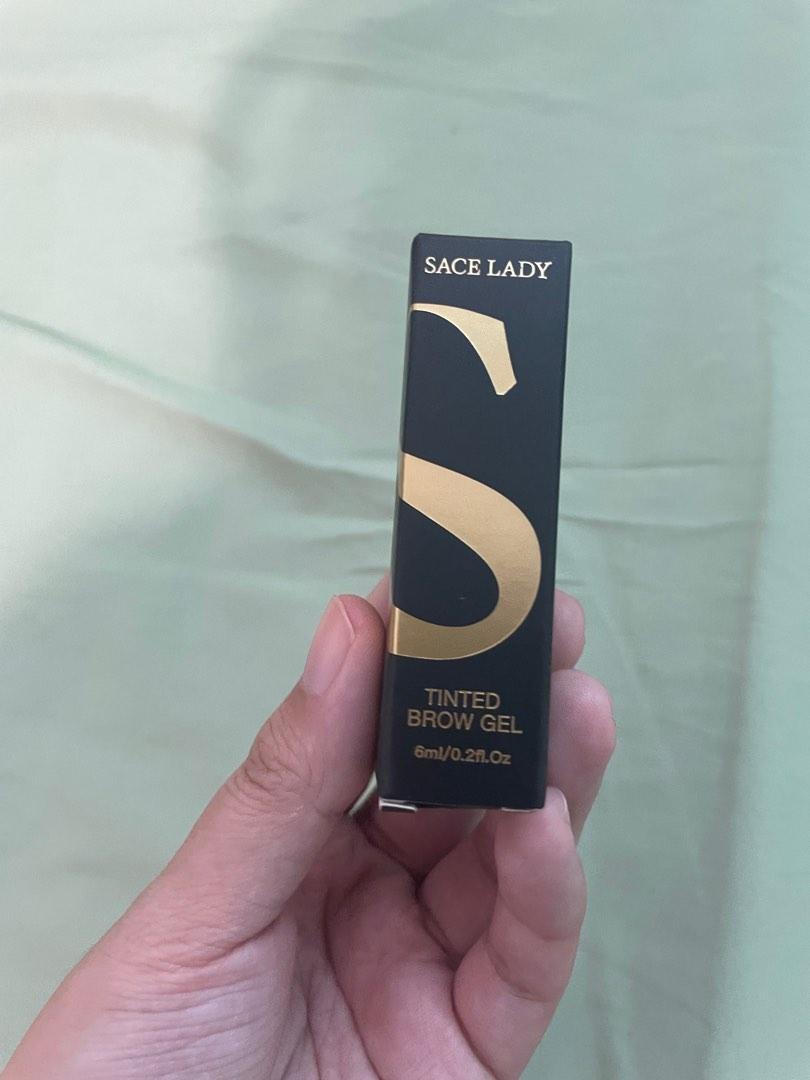 SACE LADY
S
TINTED
BROW GEL
6ml/0.2fl.Oz